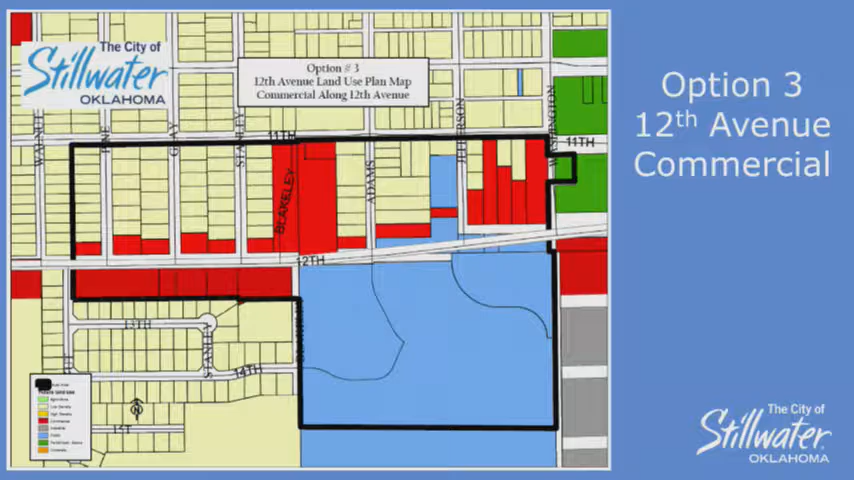 The City of
Stillwater
OKLAHOMA
Option # 3
12th Avenue Land Use Plan Map
Commercial Along 12th Avenue
Option 3
12th Avenue
Commercial
11TH
11TH
WALNUT
PINE
GRAY
STANLEY
BLAKELEY
ADAMS
JEFFERSON
WASHINGTON
12TH
13TH
STANLEY
14TH
N
The City of
Stillwater
OKLAHOMA